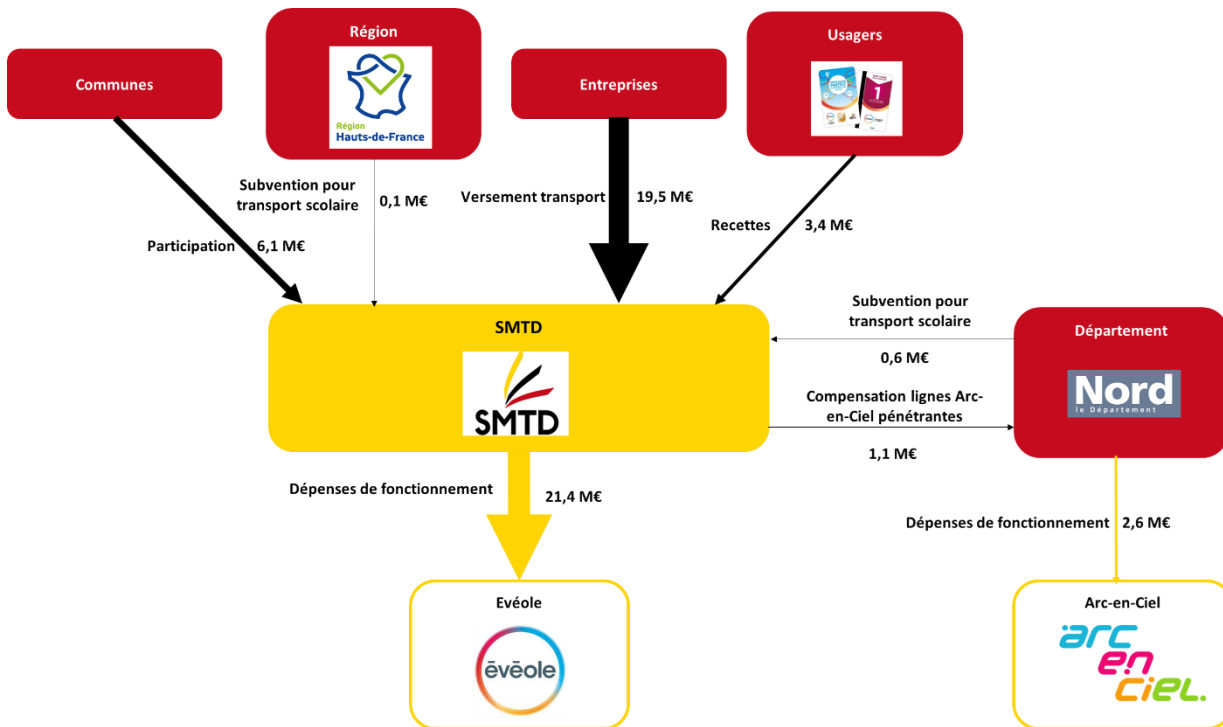 Communes
Région
Région
Hauts-de-France
Entreprises
Usagers
1
Subvention pour
transport scolaire
0,1 M€
Versement transport
19,5 M€
Recettes
3,4 M€
Participation
6,1 M€
SMTD
SMTD
Subvention pour
transport scolaire
0,6 M€
Compensation lignes Arc-
en-Ciel pénétrantes
1,1 M€
Département
Nord
le Département
Dépenses de fonctionnement
21,4 M€
Dépenses de fonctionnement
2,6 M€
Evéole
évéole
Arc-en-Ciel
arc
en
ciel.